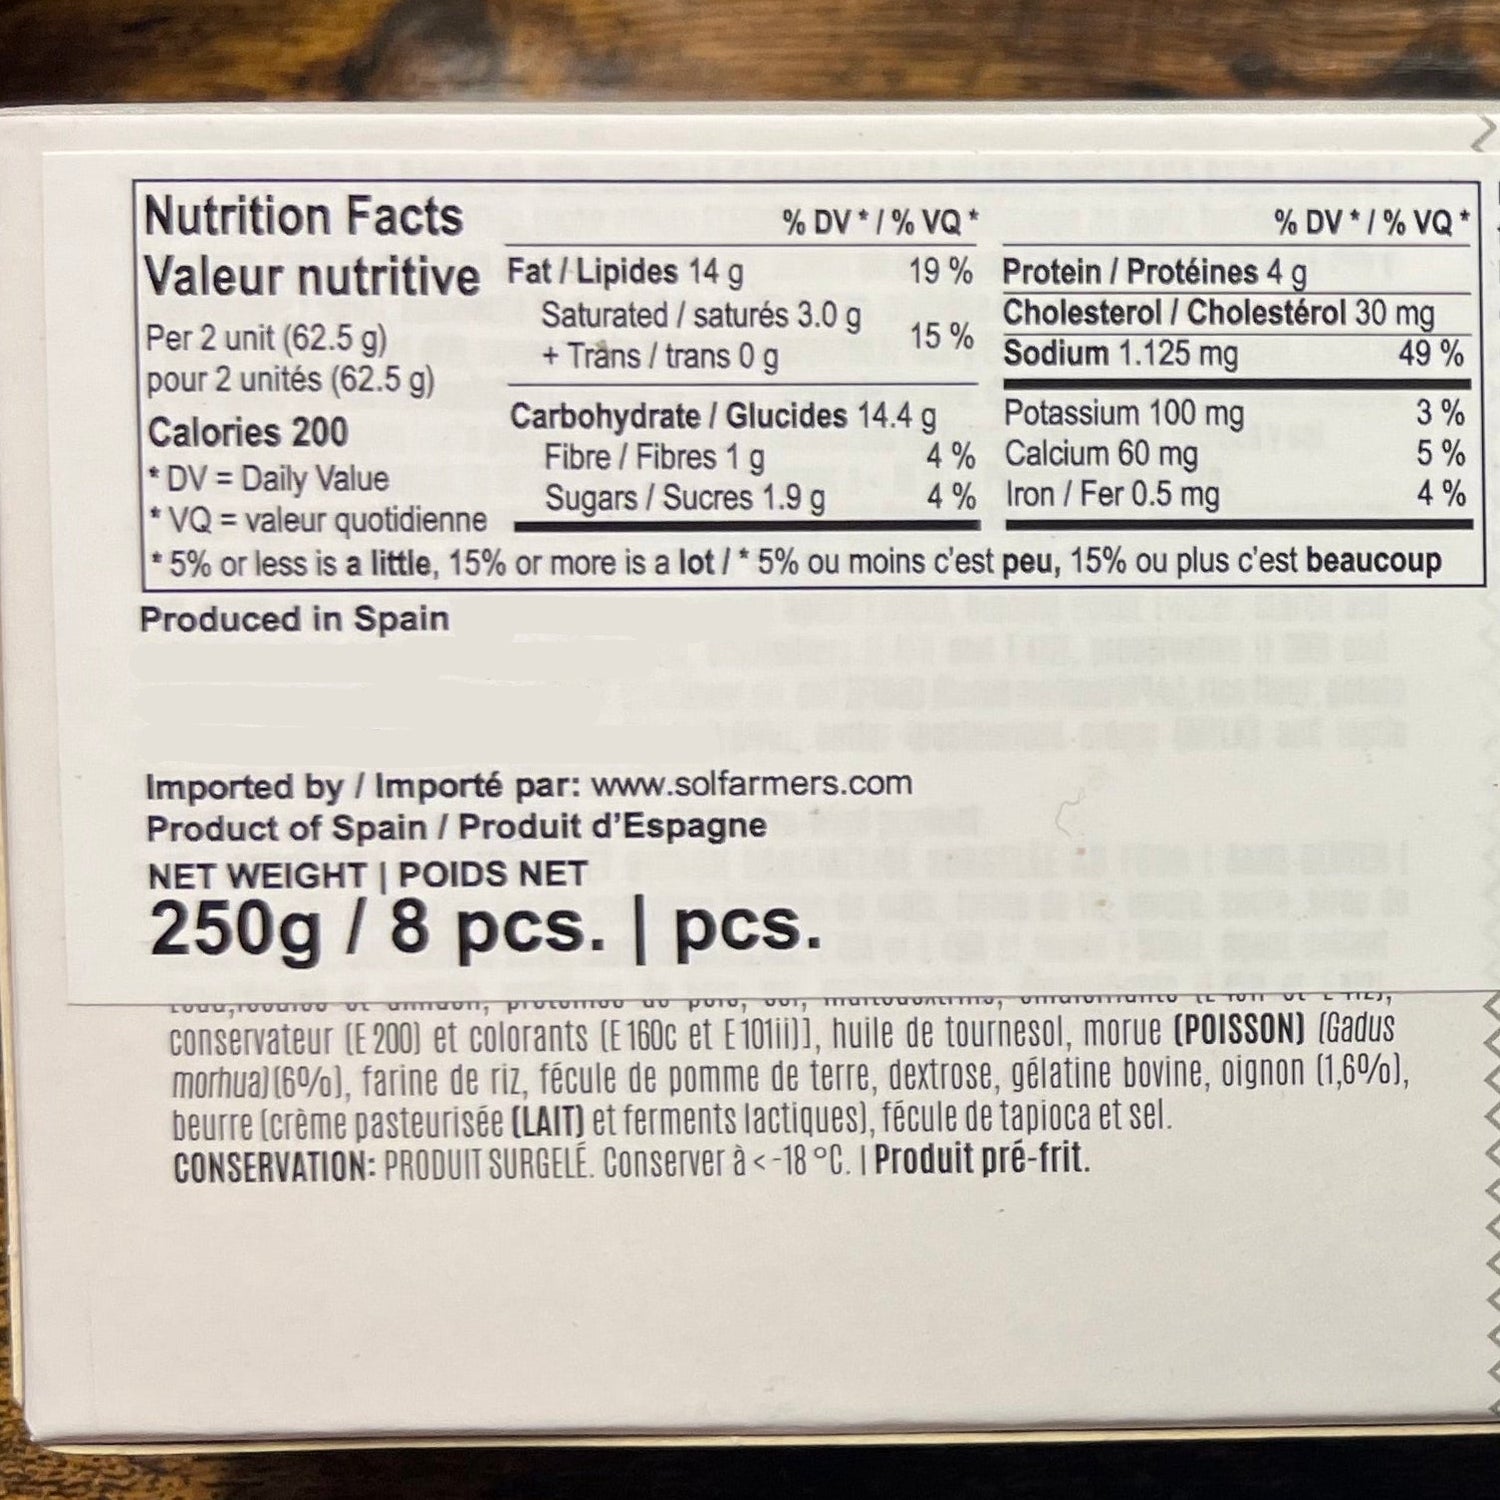 Nutrition Facts
Valeur nutritive
Per 2 unit (62.5 g)
pour 2 unités (62.5 g)
Calories 200
* DV = Daily Value
* VQ = valeur quotidienne
% DV * / % VQ *
Fat / Lipides 14 g 19 %
Saturated / saturés 3.0 g
+ Trans / trans 0 g
15 %
Carbohydrate / Glucides 14.4 g
Fibre / Fibres 1 g 4 %
Sugars / Sucres 1.9 g 4 %
% DV * / % VQ *
Protein / Protéines 4 g
Cholesterol / Cholestérol 30 mg
Sodium 1.125 mg 49 %
Potassium 100 mg 3 %
Calcium 60 mg 5 %
Iron / Fer 0.5 mg 4 %
* 5% or less is a little, 15% or more is a lot / * 5% ou moins c'est peu, 15% ou plus c'est beaucoup
Produced in Spain
Imported by / Importé par: www.solfarmers.com
Product of Spain / Produit d'Espagne
NET WEIGHT | POIDS NET
250g / 8 pcs. | pcs.
conservateur (E 200) et colorants (E 160c et E 101ii)], huile de tournesol, morue (POISSON) (Gadus
morhua) (6%), farine de riz, fécule de pomme de terre, dextrose, gélatine bovine, oignon (1,6%),
beurre (crème pasteurisée (LAIT) et ferments lactiques), fécule de tapioca et sel.
CONSERVATION: PRODUIT SURGELÉ. Conserver à < -18 °C. | Produit pré-frit.